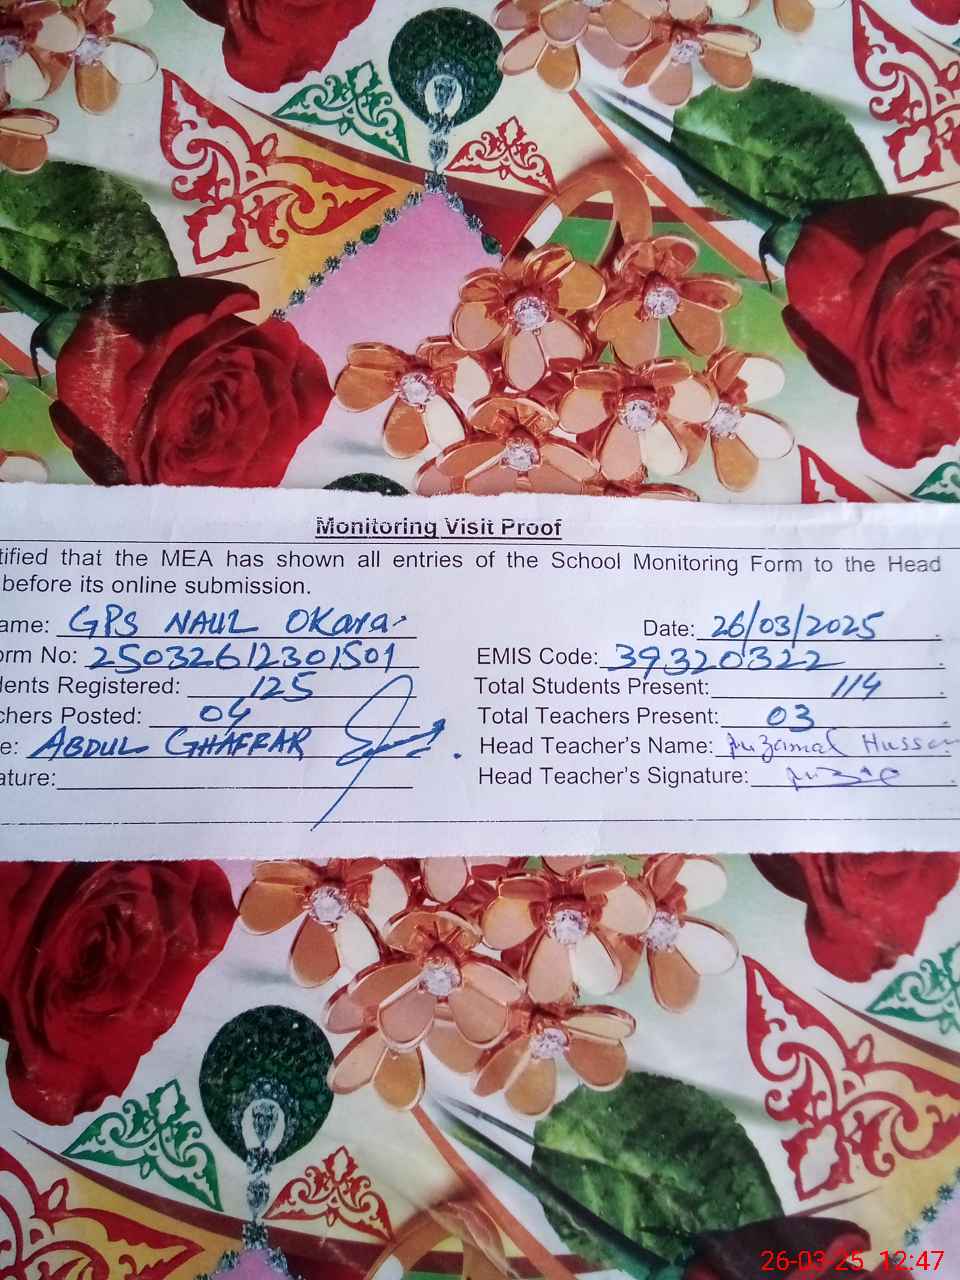 Monitoring Visit Proof
tified that the MEA has shown all entries of the School Monitoring Form to the Head
before its online submission.
ame: GPS NAUL OKara. Date: 26/03/2025
orm No: 25032612301501 EMIS Code: 39320322
dents Registered: 125 Total Students Present: 114
chers Posted: 04 Total Teachers Present: 03
e: ABDUL GHAFFAR Head Teacher's Name: Muzamal Hussan
ature: Head Teacher's Signature:
26-03-25 12:47